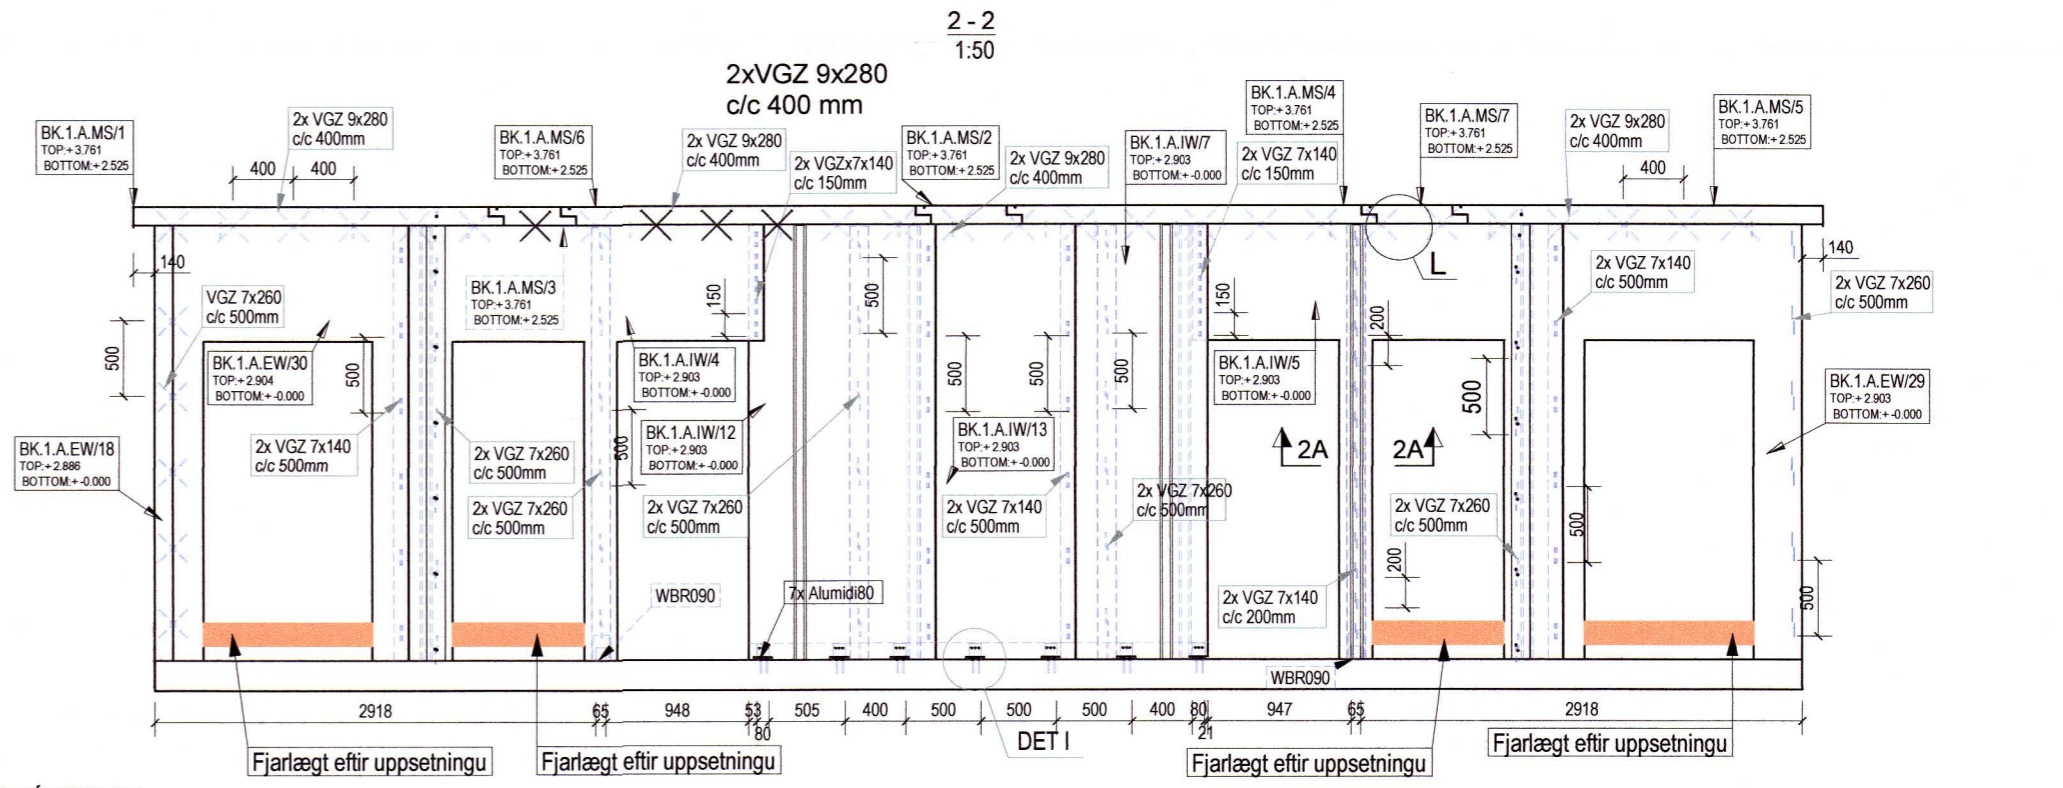 2 - 2
1:50
2xVGZ 9x280
c/c 400 mm
BK.1.A.MS/1
TOP:+3.761
BOTTOM:+2.525
2x VGZ 9x280
c/c 400mm
400
400
BK.1.A.MS/6
TOP:+3.761
BOTTOM:+2.525
2x VGZ 9x280
c/c 400mm
2x VGZx7x140
c/c 150mm
BK.1.A.MS/2
TOP:+3.761
BOTTOM:+2.525
2x VGZ 9x280
c/c 400mm
BK.1.A.IW/7
TOP:+2.903
BOTTOM:+-0.000
BK.1.A.MS/4
TOP:+3.761
BOTTOM:+2.525
2x VGZ 7x140
c/c 150mm
BK.1.A.MS/7
TOP:+3.761
BOTTOM:+2.525
2x VGZ 9x280
c/c 400mm
400
BK.1.A.MS/5
TOP:+3.761
BOTTOM:+2.525
140
VGZ 7x260
c/c 500mm
500
BK.1.A.MS/3
TOP:+3.761
BOTTOM:+2.525
150
500
150
200
L
2x VGZ 7x140
c/c 500mm
140
2x VGZ 7x260
c/c 500mm
BK.1.A.EW/30
TOP:+2.904
BOTTOM:+-0.000
500
BK.1.A.IW/4
TOP:+2.903
BOTTOM:+-0.000
500
500
500
BK.1.A.IW/5
TOP:+2.903
BOTTOM:+-0.000
500
BK.1.A.EW/29
TOP:+2.903
BOTTOM:+-0.000
BK.1.A.EW/18
TOP:+2.886
BOTTOM:+-0.000
2x VGZ 7x140
c/c 500mm
2x VGZ 7x260
c/c 500mm
500
BK.1.A.IW/12
TOP:+2.903
BOTTOM:+-0.000
BK.1.A.IW/13
TOP:+2.903
BOTTOM:+-0.000
2A
2A
2x VGZ 7x260
c/c 500mm
2x VGZ 7x260
c/c 500mm
2x VGZ 7x140
c/c 500mm
2x VGZ 7x260
c/c 500mm
2x VGZ 7x260
c/c 500mm
500
200
500
WBR090
7x Alumidi80
2x VGZ 7x140
c/c 200mm
WBR090
2918
65
948
53
80
505
400
500
500
500
400
80
21
947
65
2918
DET I
Fjarlægt eftir uppsetningu
Fjarlægt eftir uppsetningu
Fjarlægt eftir uppsetningu
Fjarlægt eftir uppsetningu